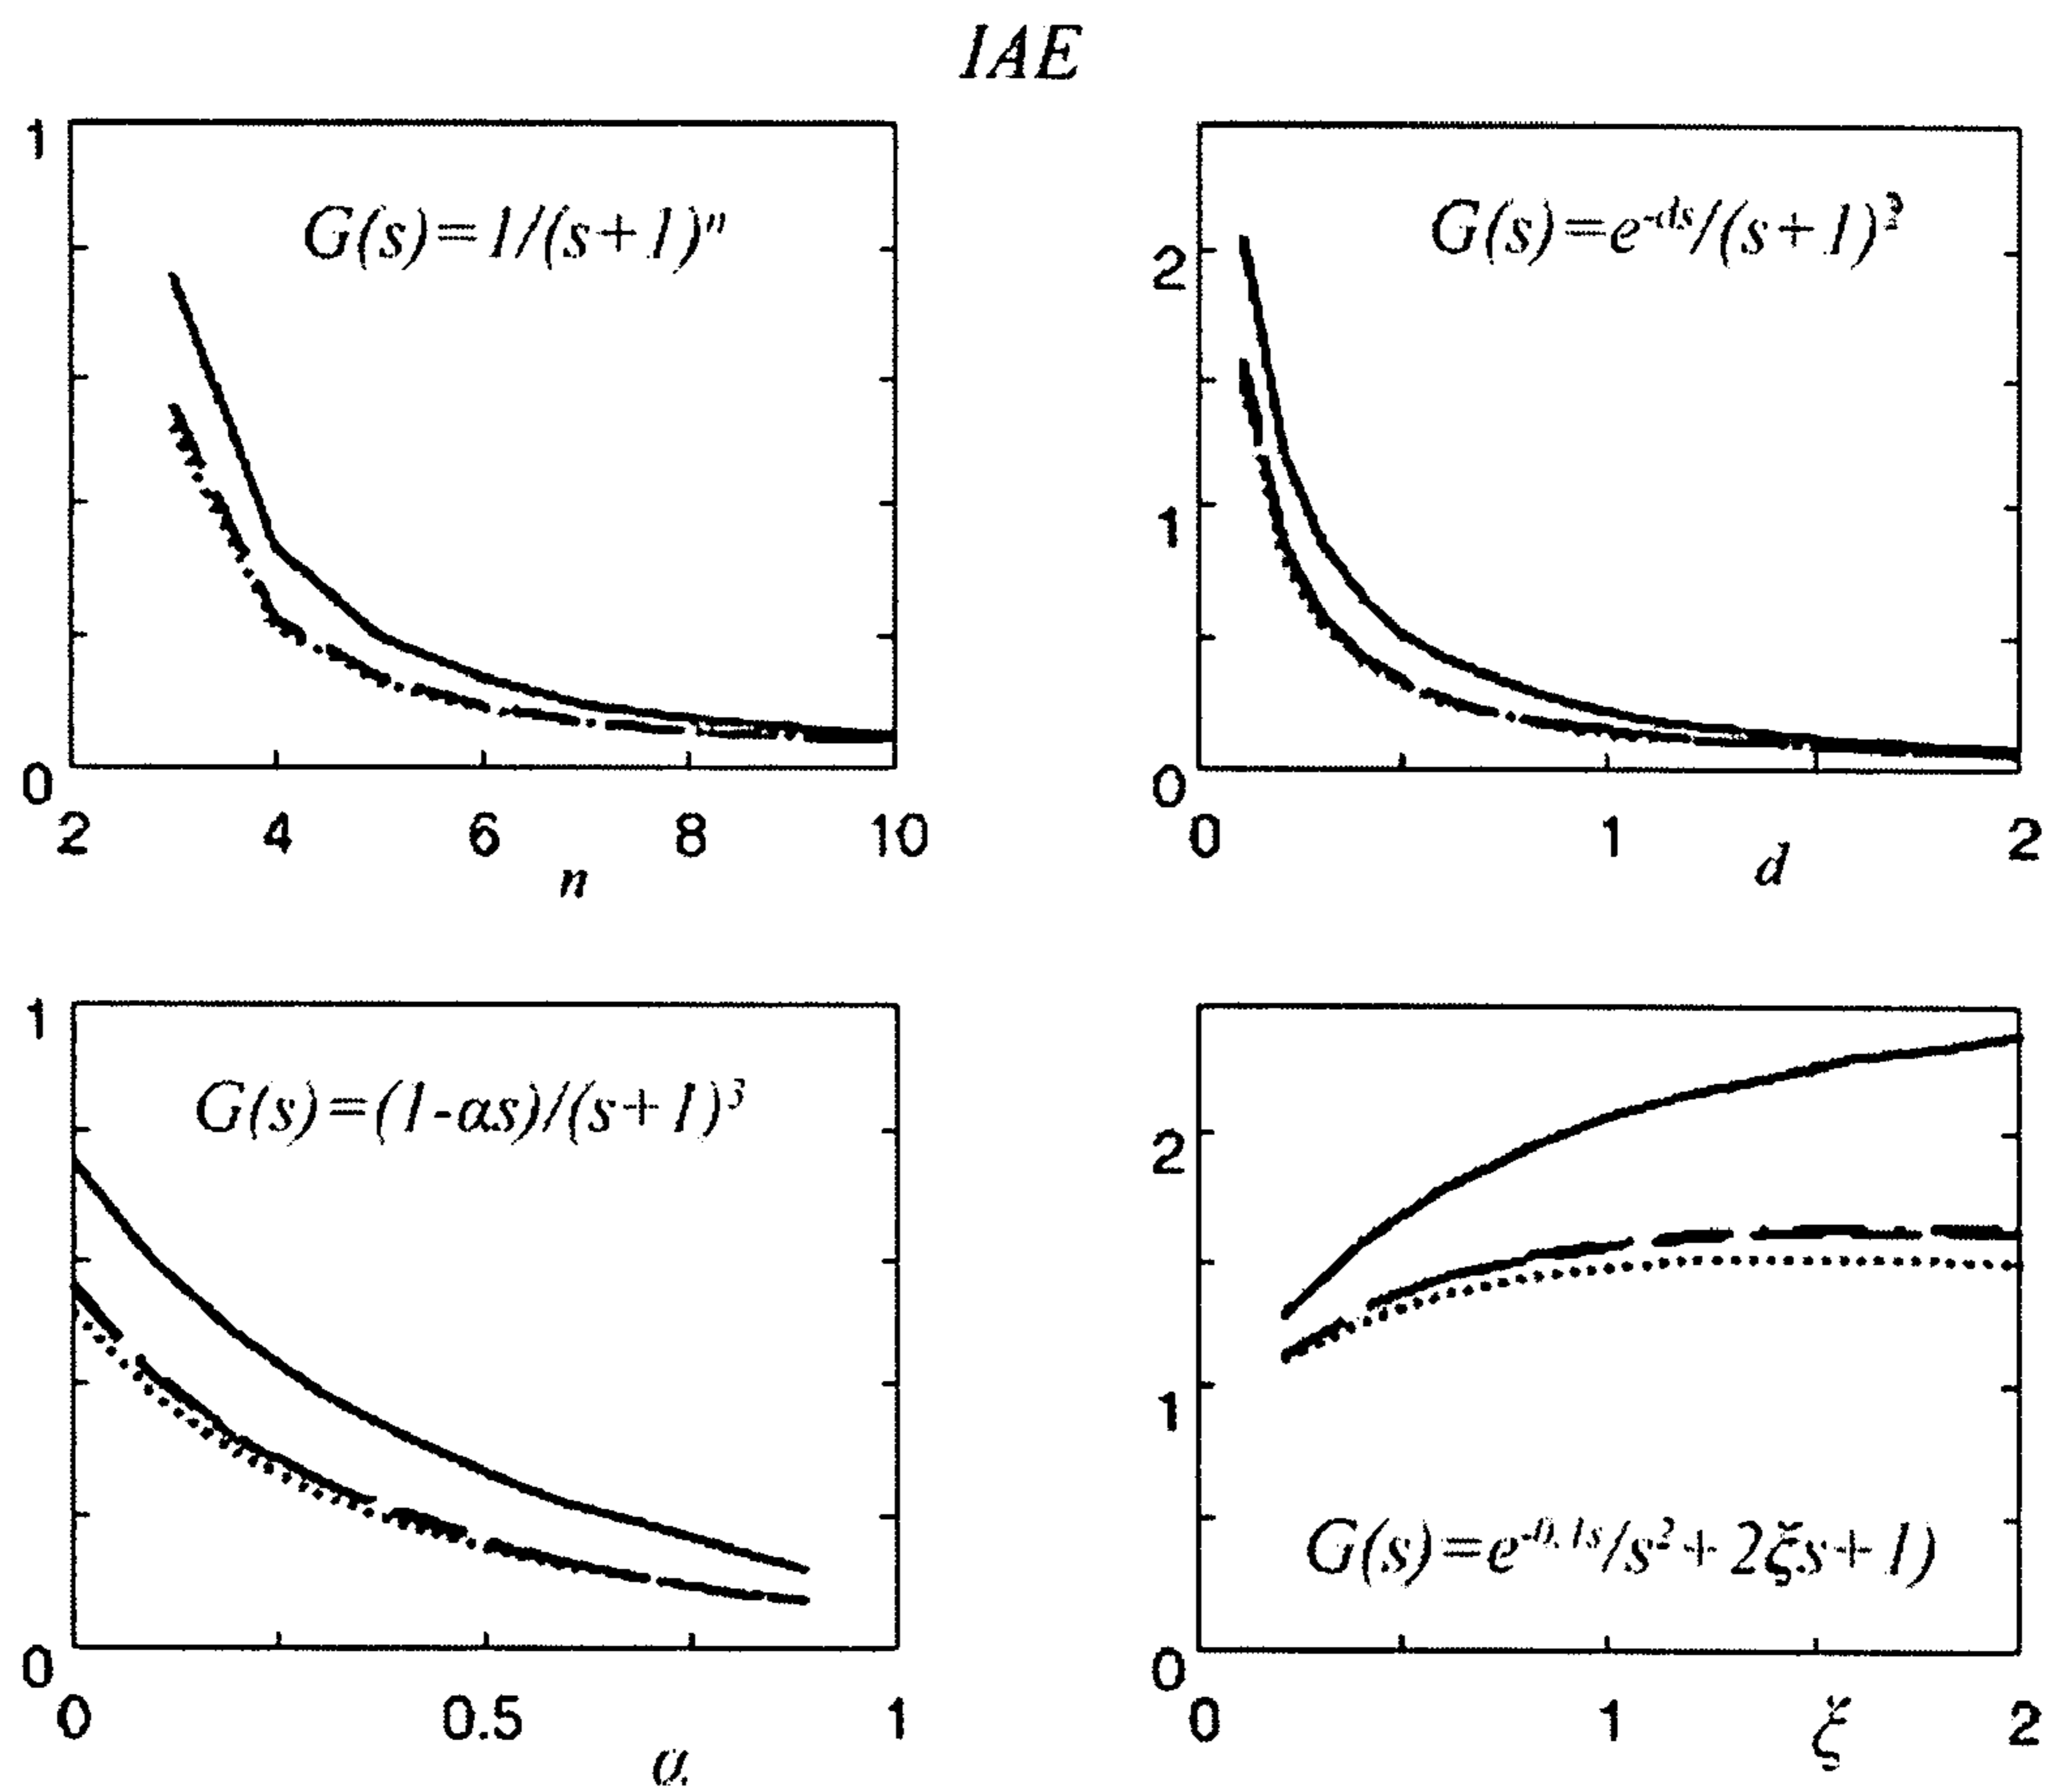 IAE
1
G(s)=1/(s+1)ⁿ
0
2 4 6 8 10
n
G(s)=e^-ds/(s+1)²
2
1
0
0 1 2
d
1
G(s)=(1-αs)/(s+1)³
0
0 0.5 1
α
2
1
G(s)=e^-0.1s/s²+2ξs+1)
0
0 1 2
ξ